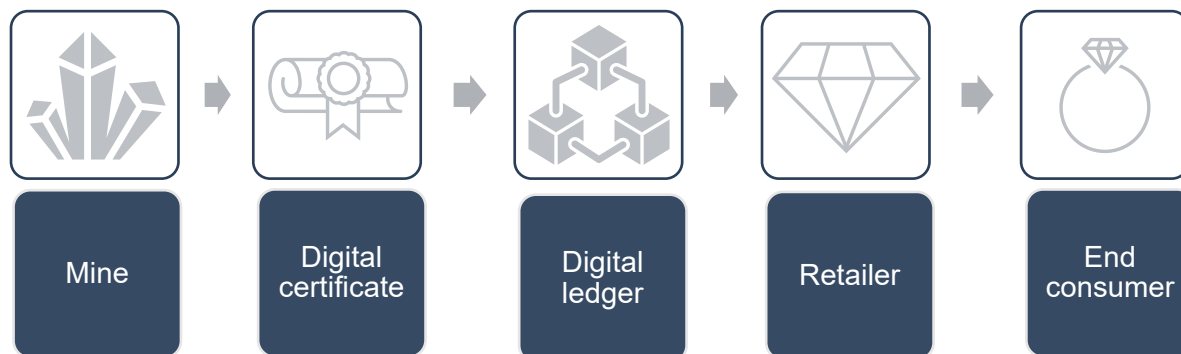 Mine
Digital
certificate
Digital
ledger
Retailer
End
consumer